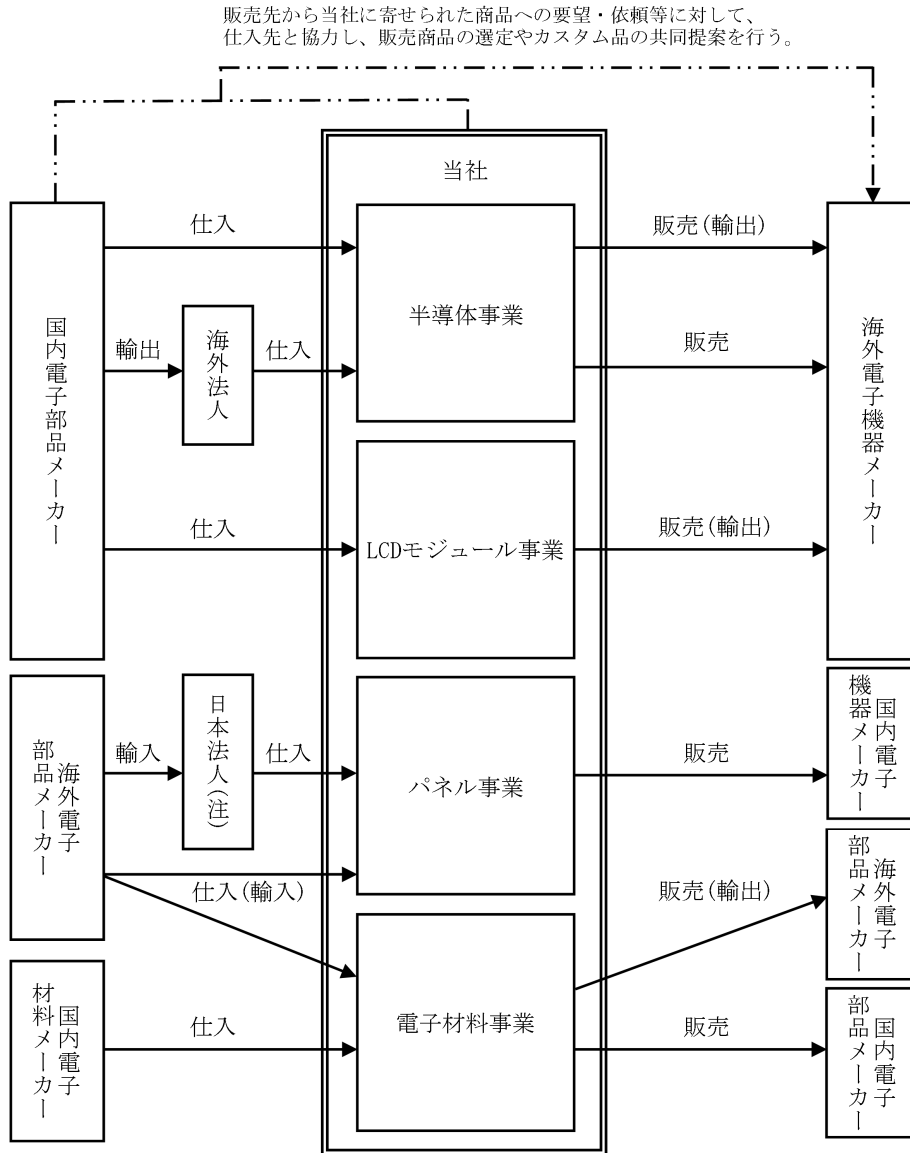 販売先から当社に寄せられた商品への要望・依頼等に対して、
仕入先と協力し、販売商品の選定やカスタム品の共同提案を行う。
当社
国内電子部品メーカー
仕入
輸出
海外法人
仕入
半導体事業
販売(輸出)
販売
海外電子機器メーカー
仕入
LCDモジュール事業
販売(輸出)
海外電子
部品メーカー
輸入
日本法人(注)
仕入
パネル事業
販売
国内電子
機器メーカー
仕入(輸入)
販売(輸出)
海外電子
部品メーカー
国内電子
材料メーカー
仕入
電子材料事業
販売
国内電子
部品メーカー